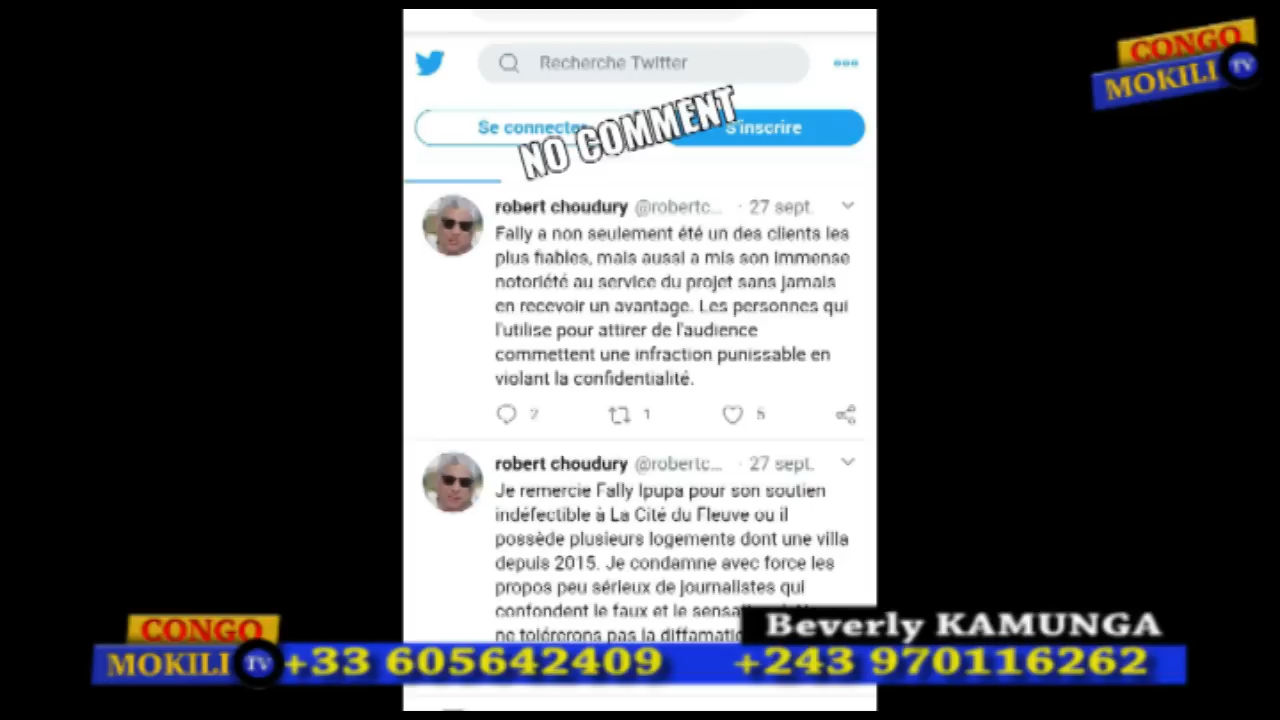 CONGO
MOKILI TV
Recherche Twitter
Se connecter
S'inscrire
NO COMMENT
robert choudury @robertc... · 27 sept.
Fally a non seulement été un des clients les
plus fiables, mais aussi a mis son immense
notoriété au service du projet sans jamais
en recevoir un avantage. Les personnes qui
l'utilise pour attirer de l'audience
commettent une infraction punissable en
violant la confidentialité.
2 1 5
robert choudury @robertc... · 27 sept.
Je remercie Fally Ipupa pour son soutien
indéfectible à La Cité du Fleuve ou il
possède plusieurs logements dont une villa
depuis 2015. Je condamne avec force les
propos peu sérieux de journalistes qui
confondent le faux et le
ne tolérerons pas la
Beverly KAMUNGA
CONGO
MOKILI TV +33 605642409 +243 970116262